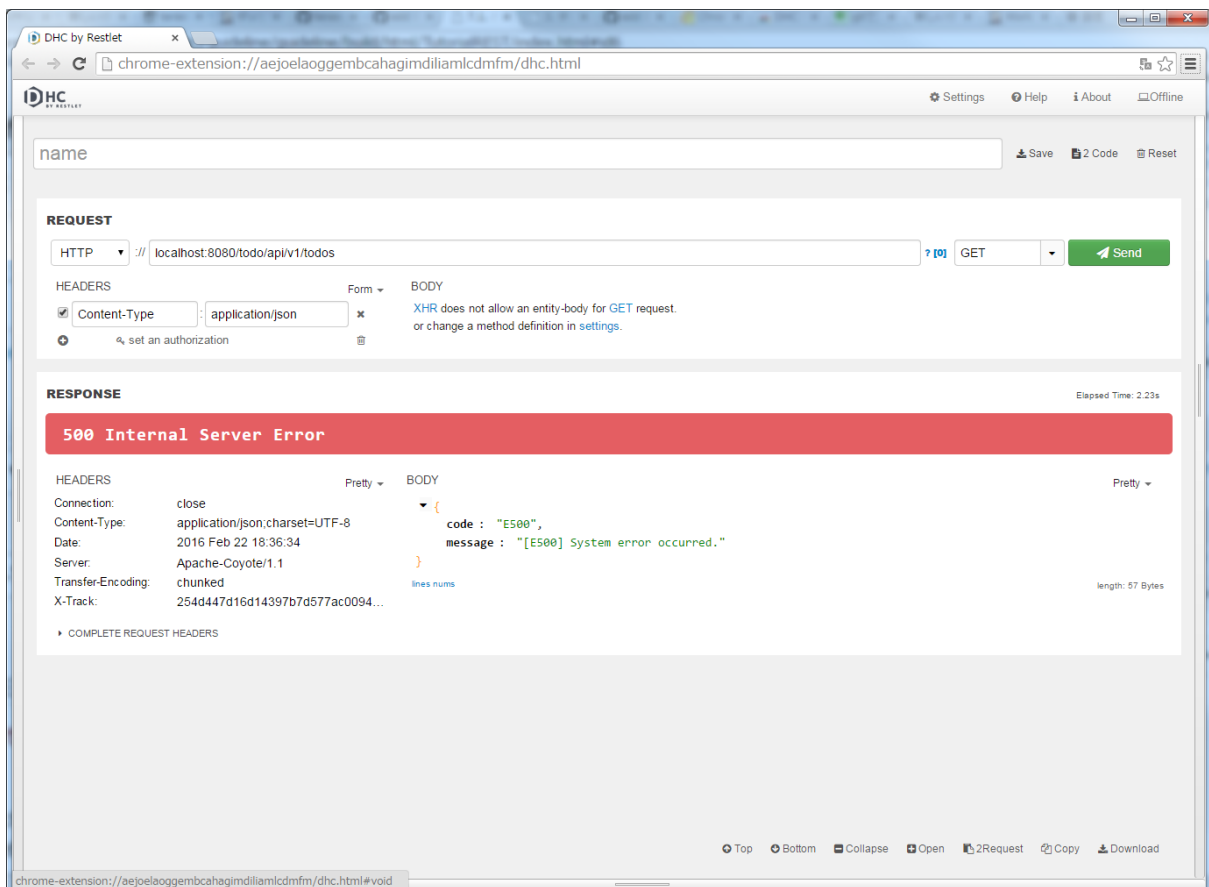 DHC by Restlet
chrome-extension://aejoelaoggembcahagimdiliamlcdmfm/dhc.html
DHC Settings Help About Offline
BY RESTLET
name Save 2 Code Reset
REQUEST
HTTP :// localhost:8080/todo/api/v1/todos ? [0] GET Send
HEADERS Form BODY
Content-Type : application/json XHR does not allow an entity-body for GET request.
or change a method definition in settings.
set an authorization
RESPONSE Elapsed Time: 2.23s
500 Internal Server Error
HEADERS Pretty BODY Pretty
Connection: close {
Content-Type: application/json;charset=UTF-8 code : "E500",
Date: 2016 Feb 22 18:36:34 message : "[E500] System error occurred."
Server: Apache-Coyote/1.1 }
Transfer-Encoding: chunked lines nums length: 57 Bytes
X-Track: 254d447d16d14397b7d577ac0094...
COMPLETE REQUEST HEADERS
Top Bottom Collapse Open 2Request Copy Download
chrome-extension://aejoelaoggembcahagimdiliamlcdmfm/dhc.html#void